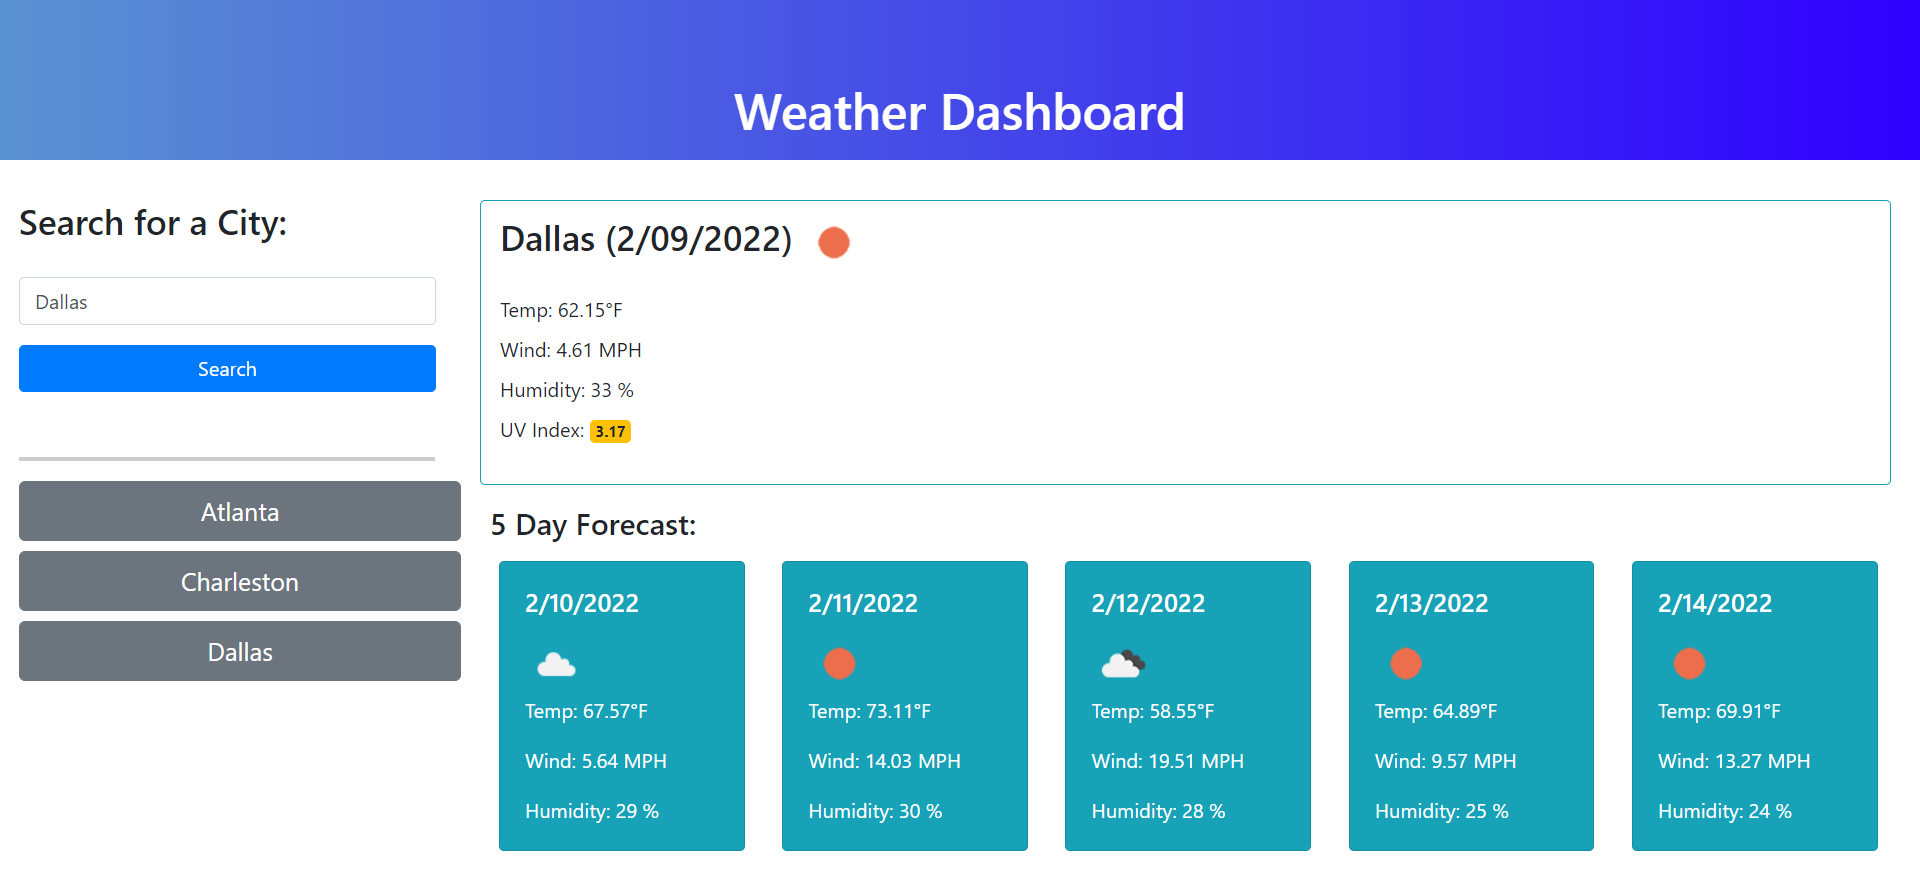 Weather Dashboard
Search for a City:
Dallas
Search
Atlanta
Charleston
Dallas
Dallas (2/09/2022)
Temp: 62.15°F
Wind: 4.61 MPH
Humidity: 33 %
UV Index: 3.17
5 Day Forecast:
2/10/2022
Temp: 67.57°F
Wind: 5.64 MPH
Humidity: 29 %
2/11/2022
Temp: 73.11°F
Wind: 14.03 MPH
Humidity: 30 %
2/12/2022
Temp: 58.55°F
Wind: 19.51 MPH
Humidity: 28 %
2/13/2022
Temp: 64.89°F
Wind: 9.57 MPH
Humidity: 25 %
2/14/2022
Temp: 69.91°F
Wind: 13.27 MPH
Humidity: 24 %